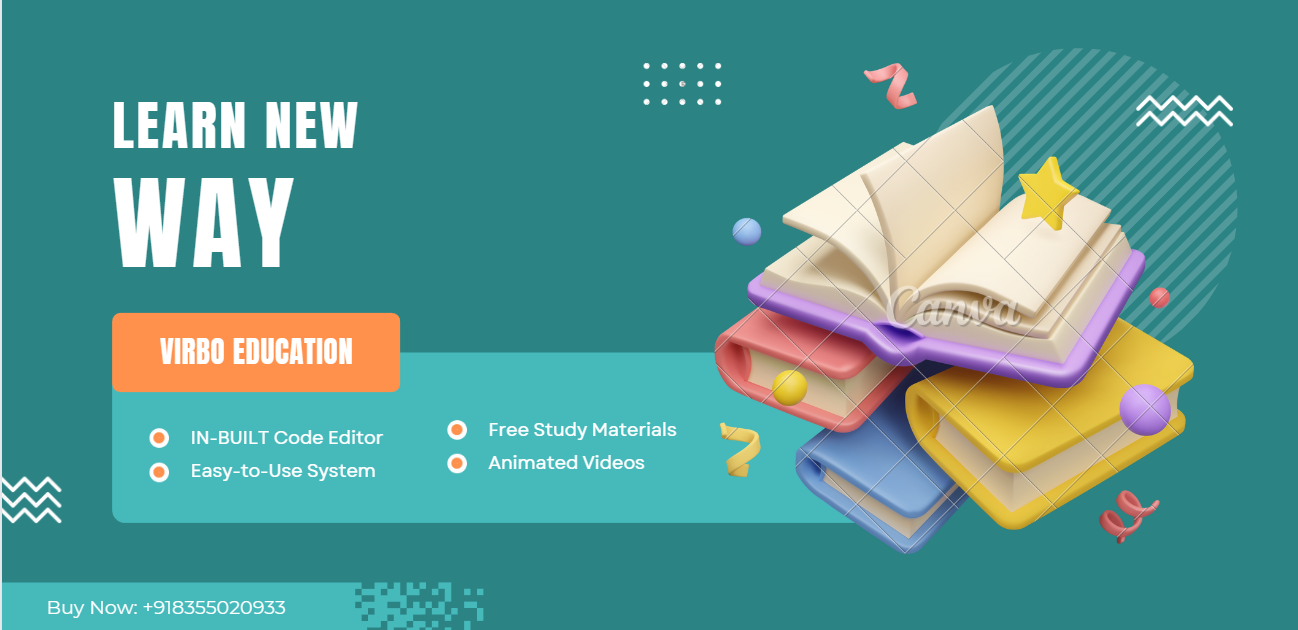 LEARN NEW
WAY
VIRBO EDUCATION
IN-BUILT Code Editor
Easy-to-Use System
Free Study Materials
Animated Videos
Canva
Buy Now: +918355020933